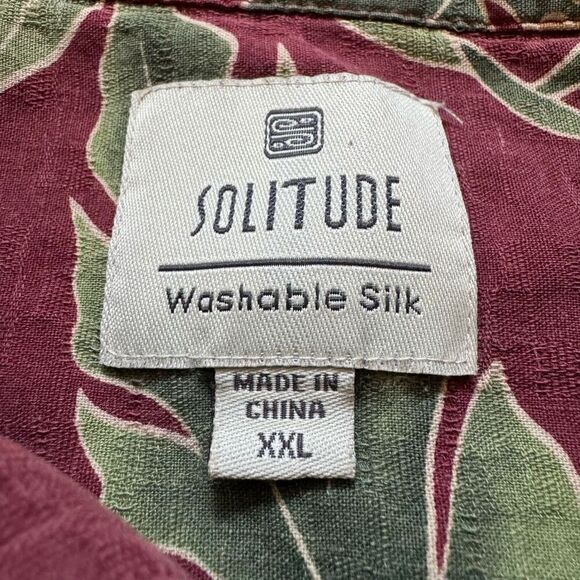 SOLITUDE
Washable Silk
MADE IN
CHINA
XXL